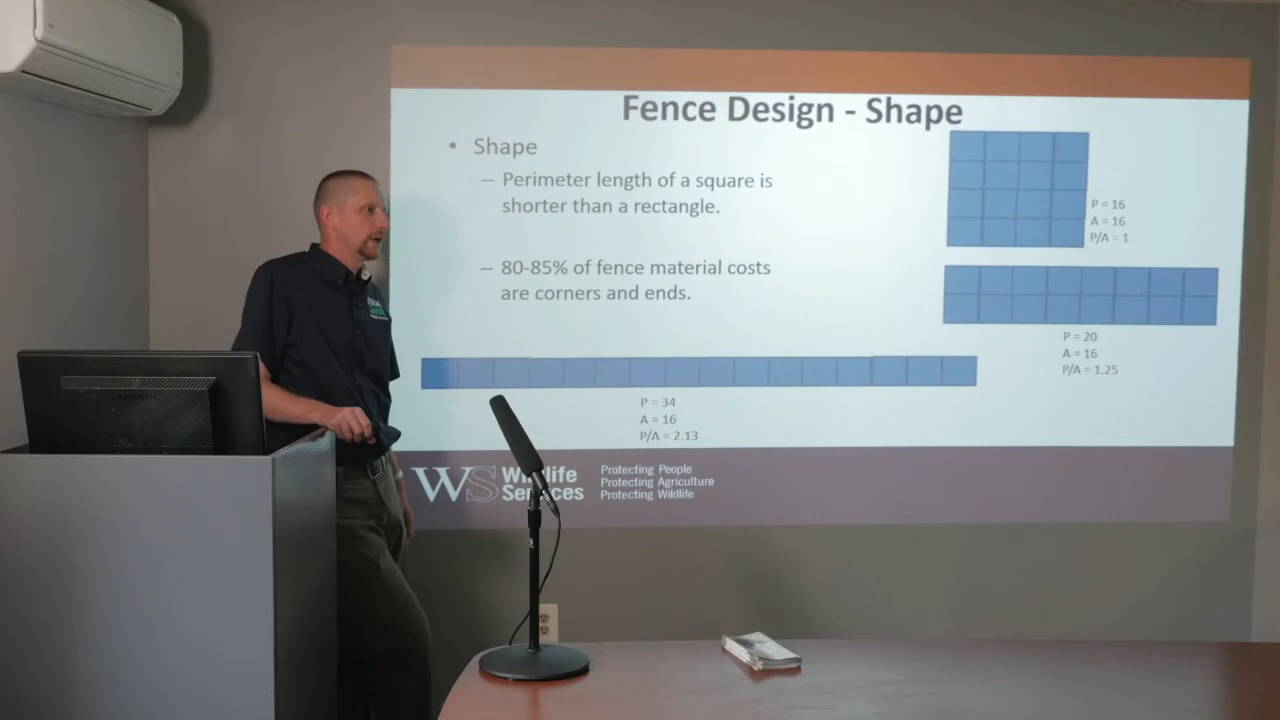 Fence Design - Shape
• Shape
– Perimeter length of a square is
shorter than a rectangle.
– 80-85% of fence material costs
are corners and ends.
P = 16
A = 16
P/A = 1
P = 20
A = 16
P/A = 1.25
P = 34
A = 16
P/A = 2.13
WS Wildlife Services
Protecting People
Protecting Agriculture
Protecting Wildlife
SAMSUNG